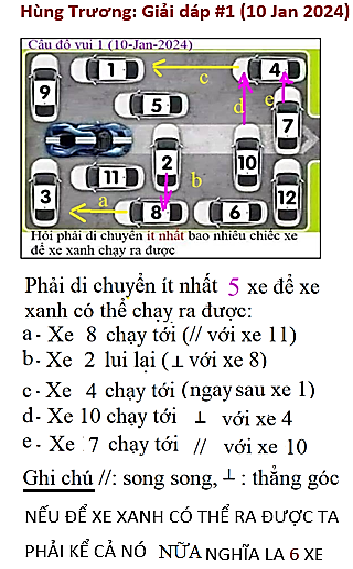 Hùng Trương: Giải đáp #1 (10 Jan 2024)
Câu đố vui 1 (10-Jan-2024)
1
4
c
9
5
d
e
7
2
10
11
b
3
a
8
6
12
Hỏi phải di chuyển ít nhất bao nhiêu chiếc xe
để xe xanh chạy ra được
Phải di chuyển ít nhất 5 xe để xe
xanh có thể chạy ra được:
a- Xe 8 chạy tới (// với xe 11)
b- Xe 2 lui lại (⊥ với xe 8)
c- Xe 4 chạy tới (ngay sau xe 1)
d- Xe 10 chạy tới ⊥ với xe 4
e- Xe 7 chạy tới // với xe 10
Ghi chú //: song song, ⊥ : thẳng góc
NẾU ĐỂ XE XANH CÓ THỂ RA ĐƯỢC TA
PHẢI KỂ CẢ NÓ NỮA NGHĨA LA 6 XE